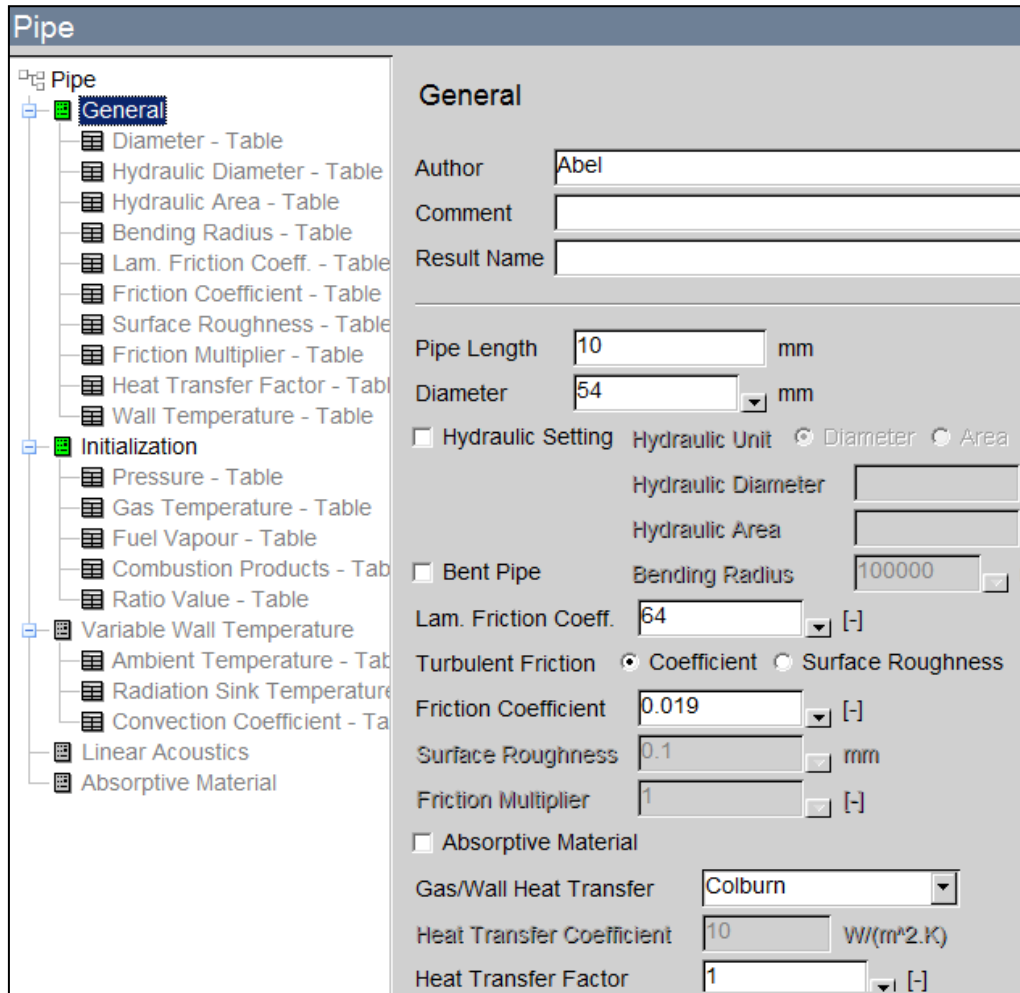 Pipe
Pipe
General
Diameter - Table
Hydraulic Diameter - Table
Hydraulic Area - Table
Bending Radius - Table
Lam. Friction Coeff. - Table
Friction Coefficient - Table
Surface Roughness - Table
Friction Multiplier - Table
Heat Transfer Factor - Tabl
Wall Temperature - Table
Initialization
Pressure - Table
Gas Temperature - Table
Fuel Vapour - Table
Combustion Products - Tab
Ratio Value - Table
Variable Wall Temperature
Ambient Temperature - Tab
Radiation Sink Temperature
Convection Coefficient - Ta
Linear Acoustics
Absorptive Material
General
Author Abel
Comment
Result Name
Pipe Length 10 mm
Diameter 54 mm
Hydraulic Setting Hydraulic Unit Diameter Area
Hydraulic Diameter
Hydraulic Area
Bent Pipe Bending Radius 100000
Lam. Friction Coeff. 64 [-]
Turbulent Friction Coefficient Surface Roughness
Friction Coefficient 0.019 [-]
Surface Roughness 0.1 mm
Friction Multiplier 1 [-]
Absorptive Material
Gas/Wall Heat Transfer Colburn
Heat Transfer Coefficient 10 W/(m^2.K)
Heat Transfer Factor 1 [-]